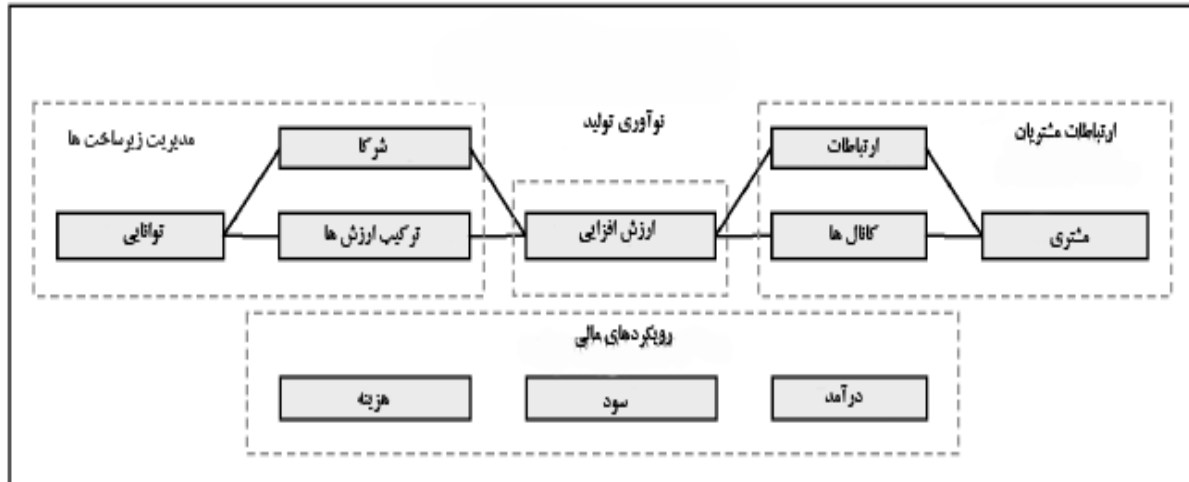 نوآوری تولید
ارتباطات مشتریان
مدیریت زیرساخت ها
ارتباطات
شرکا
مشتری
کانال ها
ارزش افزایی
ترکیب ارزش ها
توانایی
رویکردهای مالی
درآمد
سود
هزینه